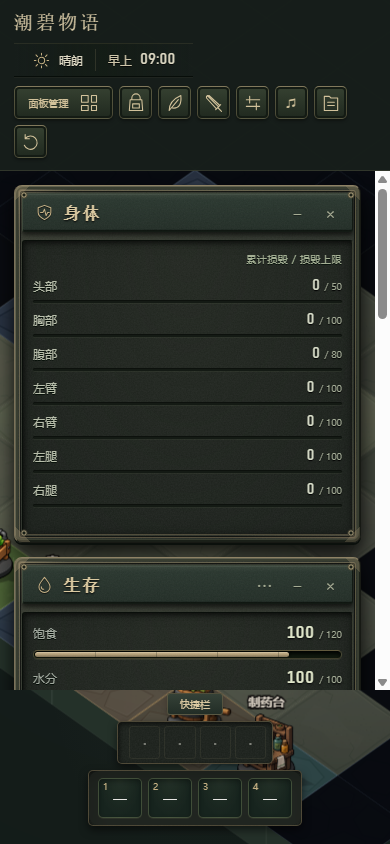 潮碧物语
晴朗 早上 09:00
面板管理
身体
累计损毁 / 损毁上限
头部 0 / 50
胸部 0 / 100
腹部 0 / 80
左臂 0 / 100
右臂 0 / 100
左腿 0 / 100
右腿 0 / 100
生存
饱食 100 / 120
水分 100 / 100
快捷栏
制药台
1 2 3 4